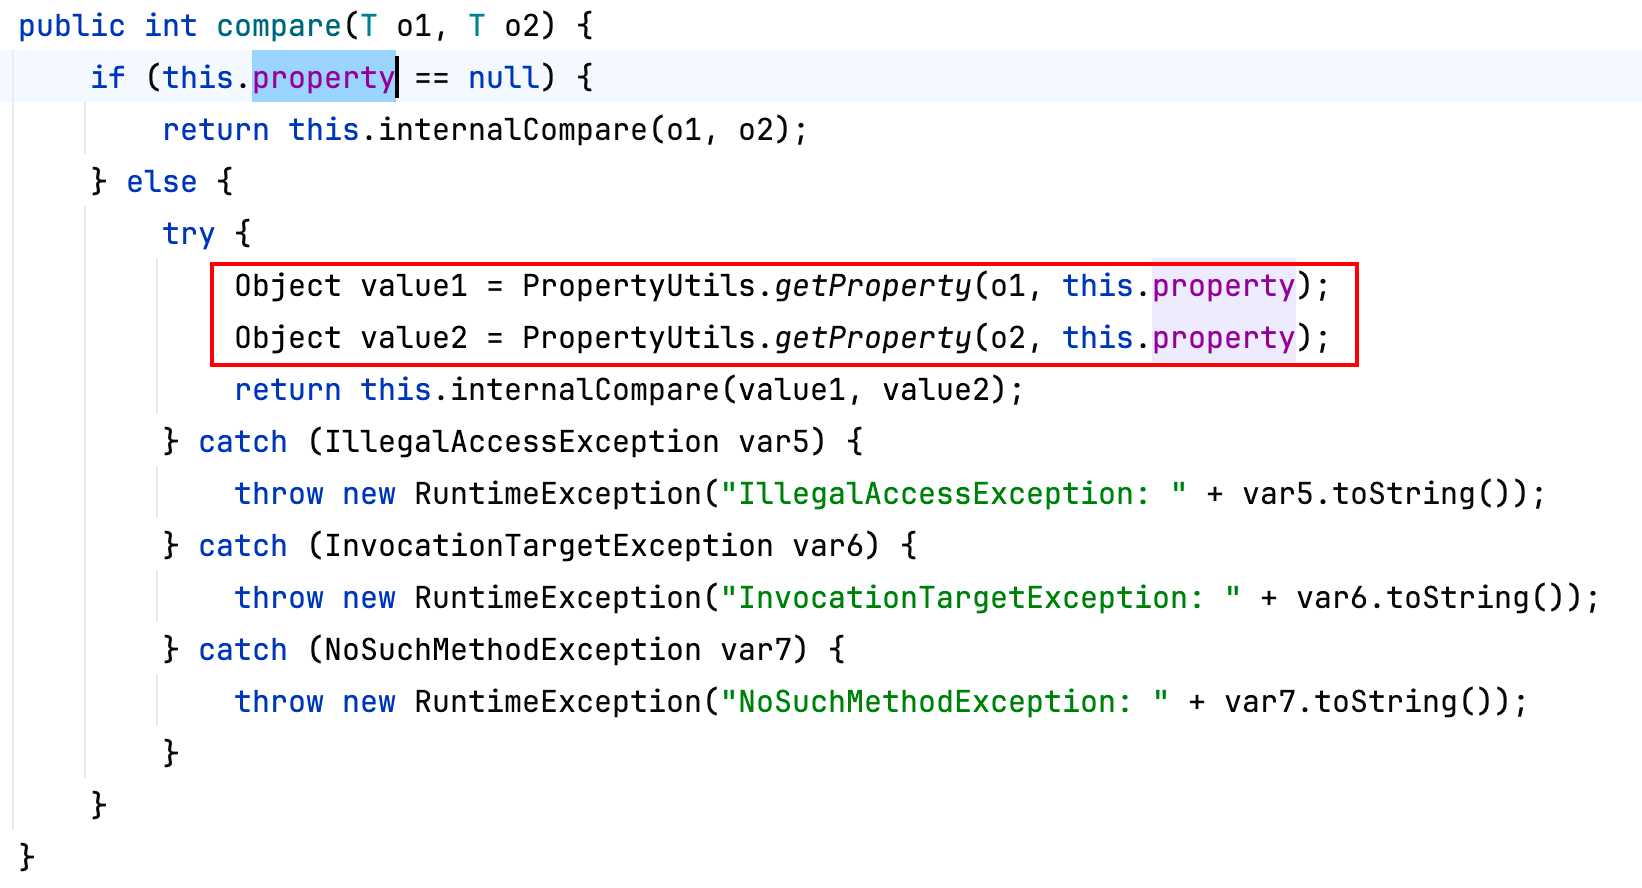 public int compare(T o1, T o2) {
    if (this.property == null) {
        return this.internalCompare(o1, o2);
    } else {
        try {
            Object value1 = PropertyUtils.getProperty(o1, this.property);
            Object value2 = PropertyUtils.getProperty(o2, this.property);
            return this.internalCompare(value1, value2);
        } catch (IllegalAccessException var5) {
            throw new RuntimeException("IllegalAccessException: " + var5.toString());
        } catch (InvocationTargetException var6) {
            throw new RuntimeException("InvocationTargetException: " + var6.toString());
        } catch (NoSuchMethodException var7) {
            throw new RuntimeException("NoSuchMethodException: " + var7.toString());
        }
    }
}